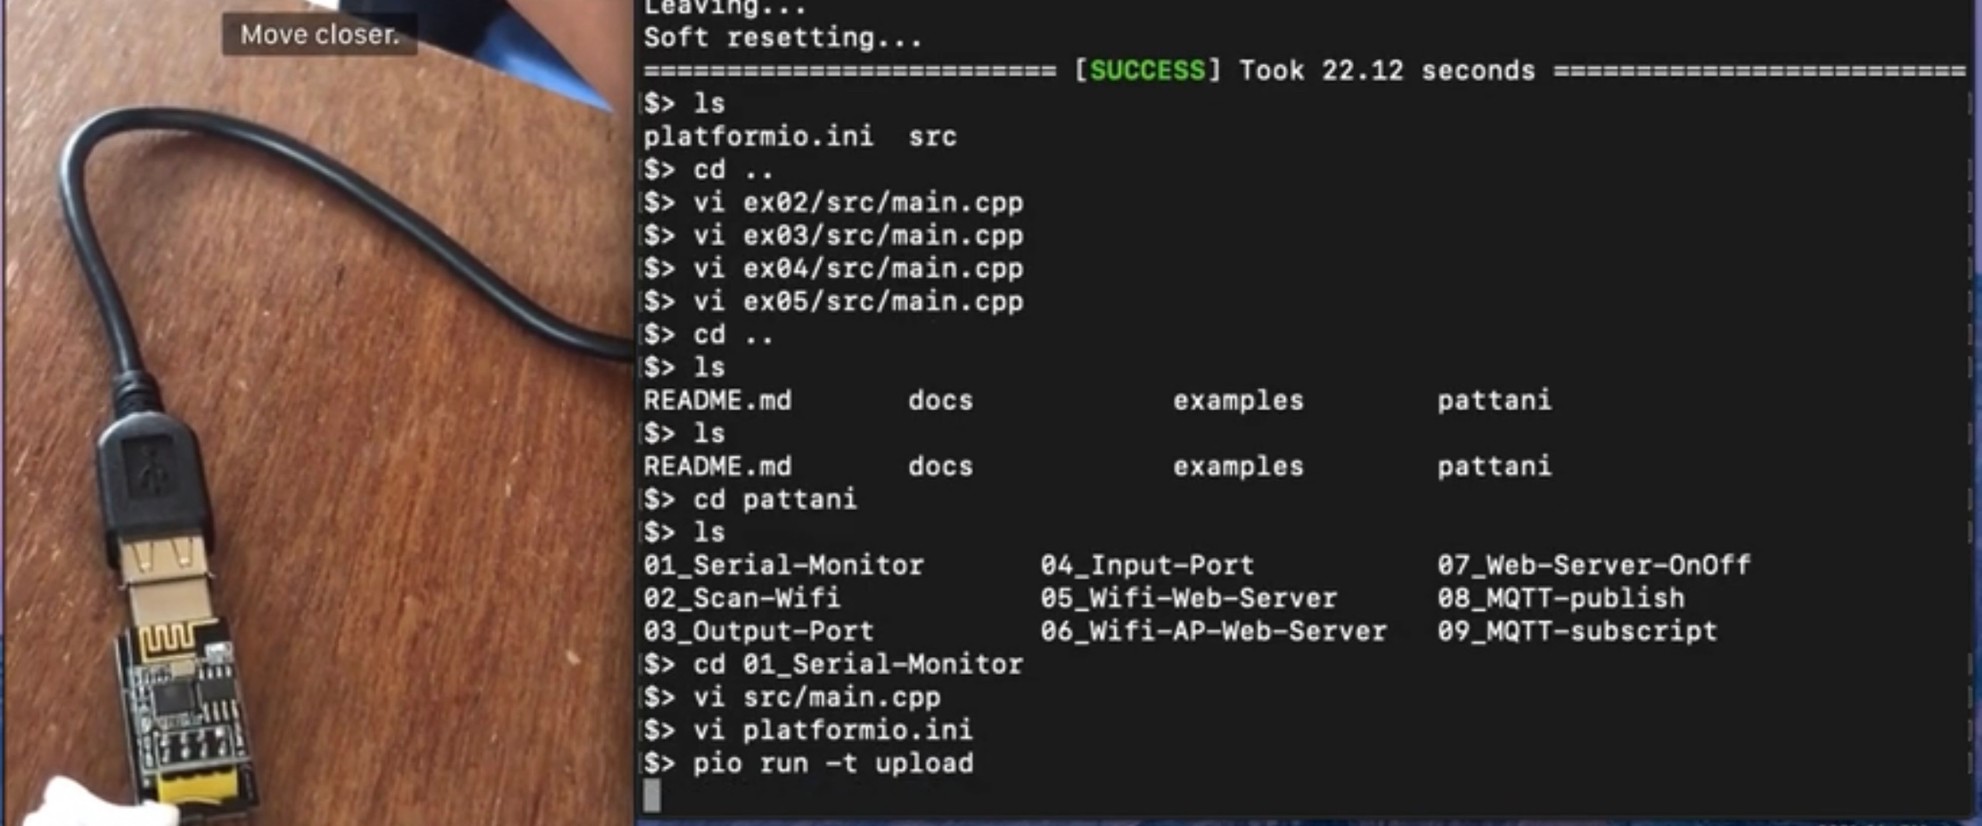 Move closer.
Leaving...
Soft resetting...
========================= [SUCCESS] Took 22.12 seconds =========================
$> ls
platformio.ini  src
$> cd ..
$> vi ex02/src/main.cpp
$> vi ex03/src/main.cpp
$> vi ex04/src/main.cpp
$> vi ex05/src/main.cpp
$> cd ..
$> ls
README.md       docs            examples        pattani
$> ls
README.md       docs            examples        pattani
$> cd pattani
$> ls
01_Serial-Monitor       04_Input-Port           07_Web-Server-OnOff
02_Scan-Wifi            05_Wifi-Web-Server      08_MQTT-publish
03_Output-Port          06_Wifi-AP-Web-Server   09_MQTT-subscript
$> cd 01_Serial-Monitor
$> vi src/main.cpp
$> vi platformio.ini
$> pio run -t upload